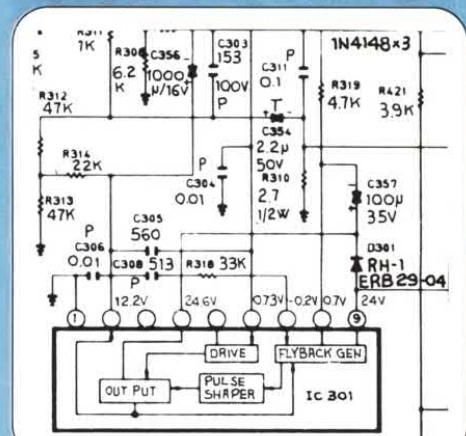 R311
1K
R308
6.2
K
C356
1000
μ/16V
C303
153
100V
P
P
C311
0.1
1N4148×3
R319
4.7K
R421
3.9K
5
K
R312
47K
R314
22K
R313
47K
P
C304
0.01
T
C354
2.2μ
50V
R310
2.7
1/2W
C357
100μ
35V
D301
RH-1
ERB29-04
P
C306
0.01
C305
560
P
C308 513
R318 33K
1
12.2V
24.6V
0.73V
-0.2V
0.7V
24V
9
DRIVE
FLYBACK GEN
OUT PUT
PULSE
SHAPER
IC 301